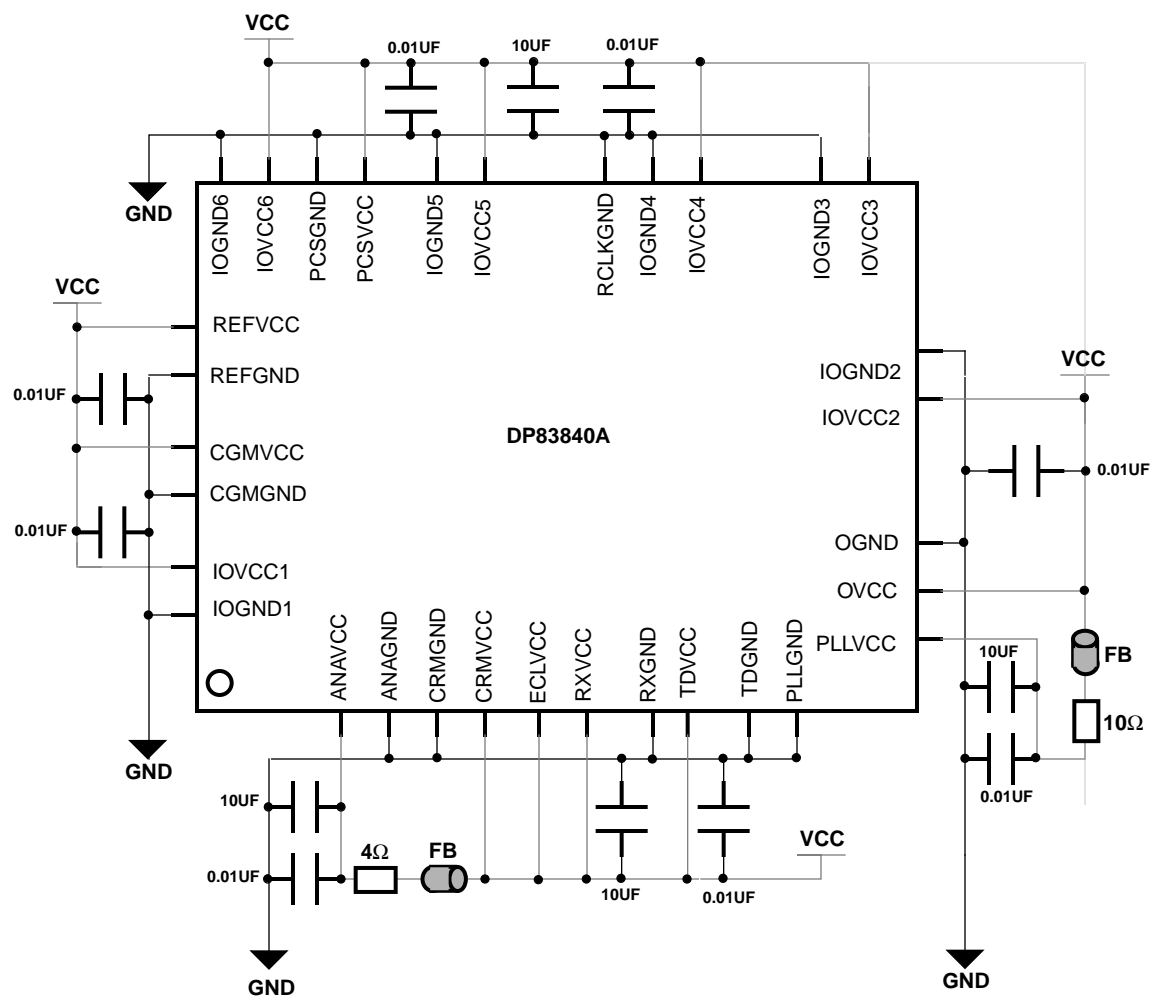 VCC
0.01UF
10UF
0.01UF
GND
IOGND6
IOVCC6
PCSGND
PCSVCC
IOGND5
IOVCC5
RCLKGND
IOGND4
IOVCC4
IOGND3
IOVCC3
VCC
REFVCC
REFGND
0.01UF
CGMVCC
CGMGND
0.01UF
IOVCC1
IOGND1
GND
DP83840A
IOGND2
IOVCC2
VCC
0.01UF
OGND
OVCC
PLLVCC
FB
10UF
10Ω
0.01UF
GND
ANAVCC
ANAGND
CRMGND
CRMVCC
ECLVCC
RXVCC
RXGND
TDVCC
TDGND
PLLGND
10UF
0.01UF
4Ω
FB
10UF
0.01UF
VCC
GND